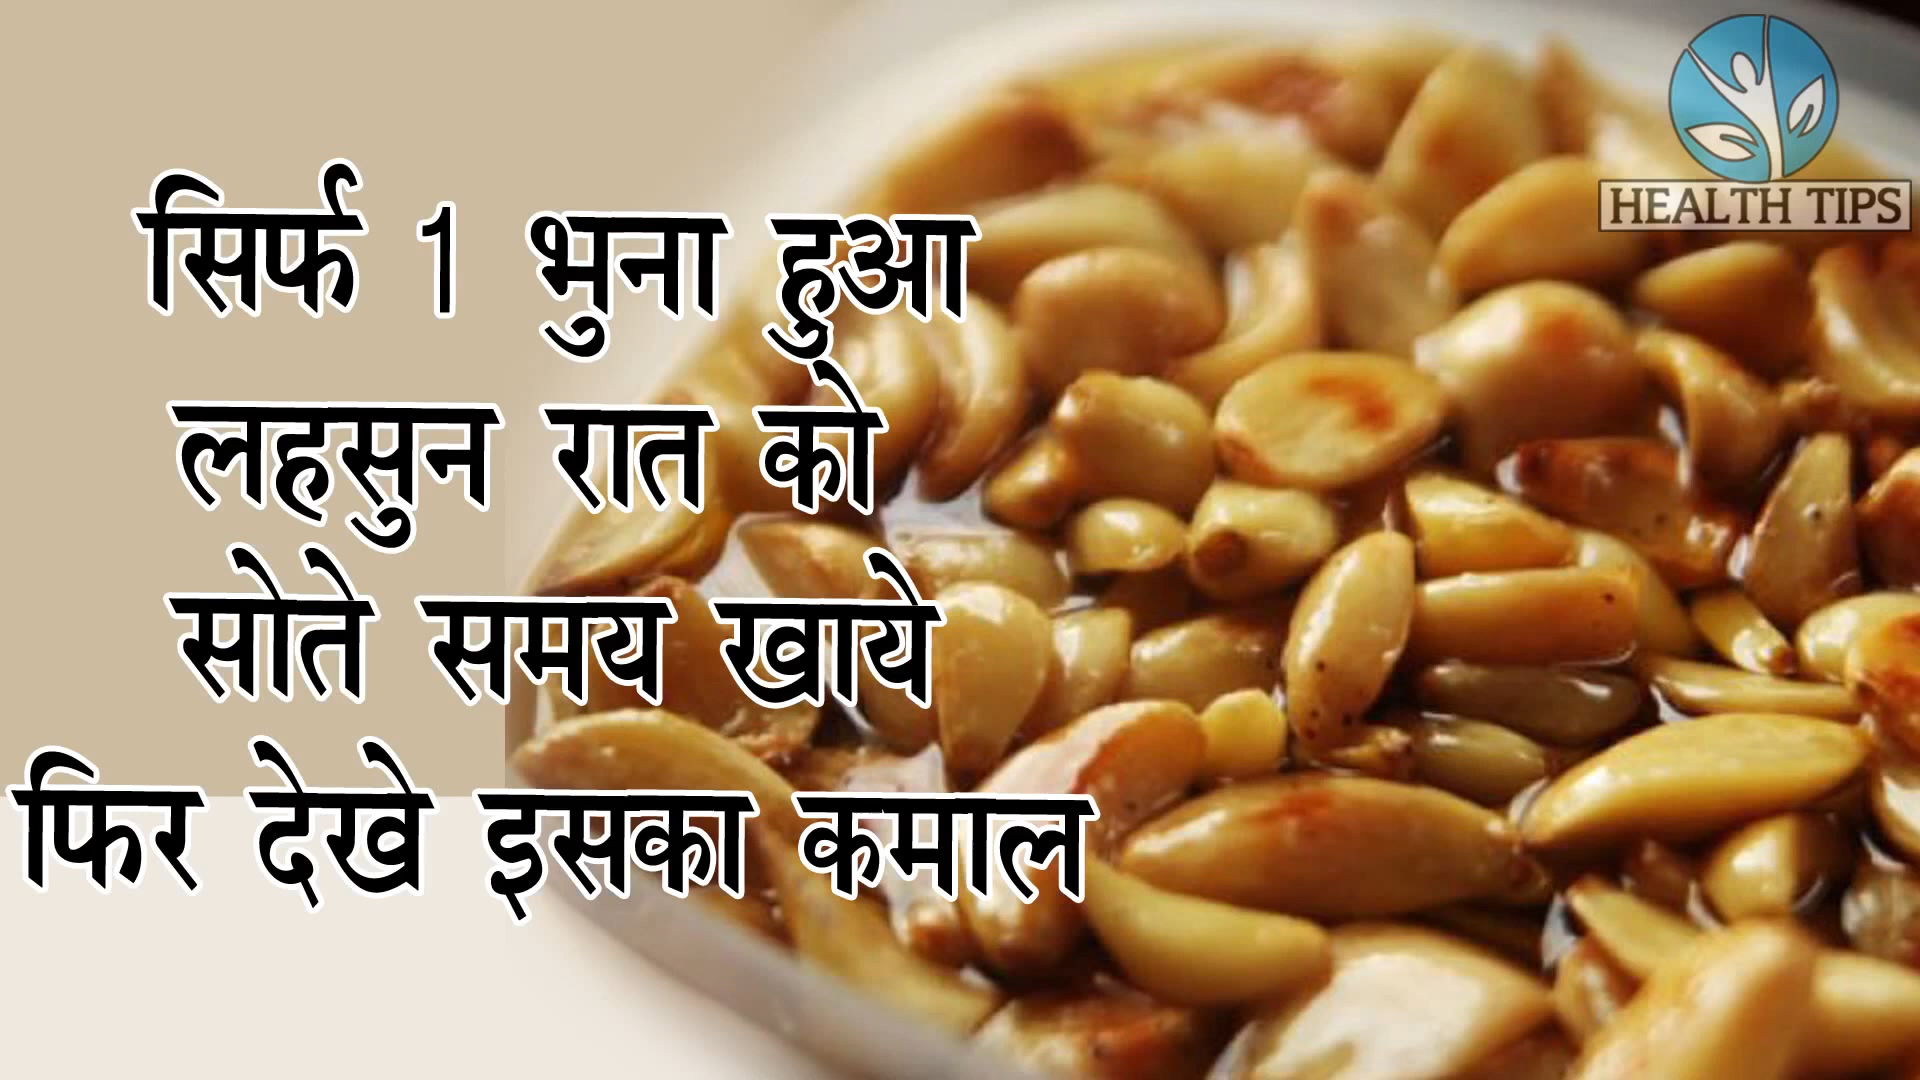 सिर्फ 1 भुना हुआ
लहसुन रात को
सोते समय खाये
फिर देखे इसका कमाल
HEALTH TIPS